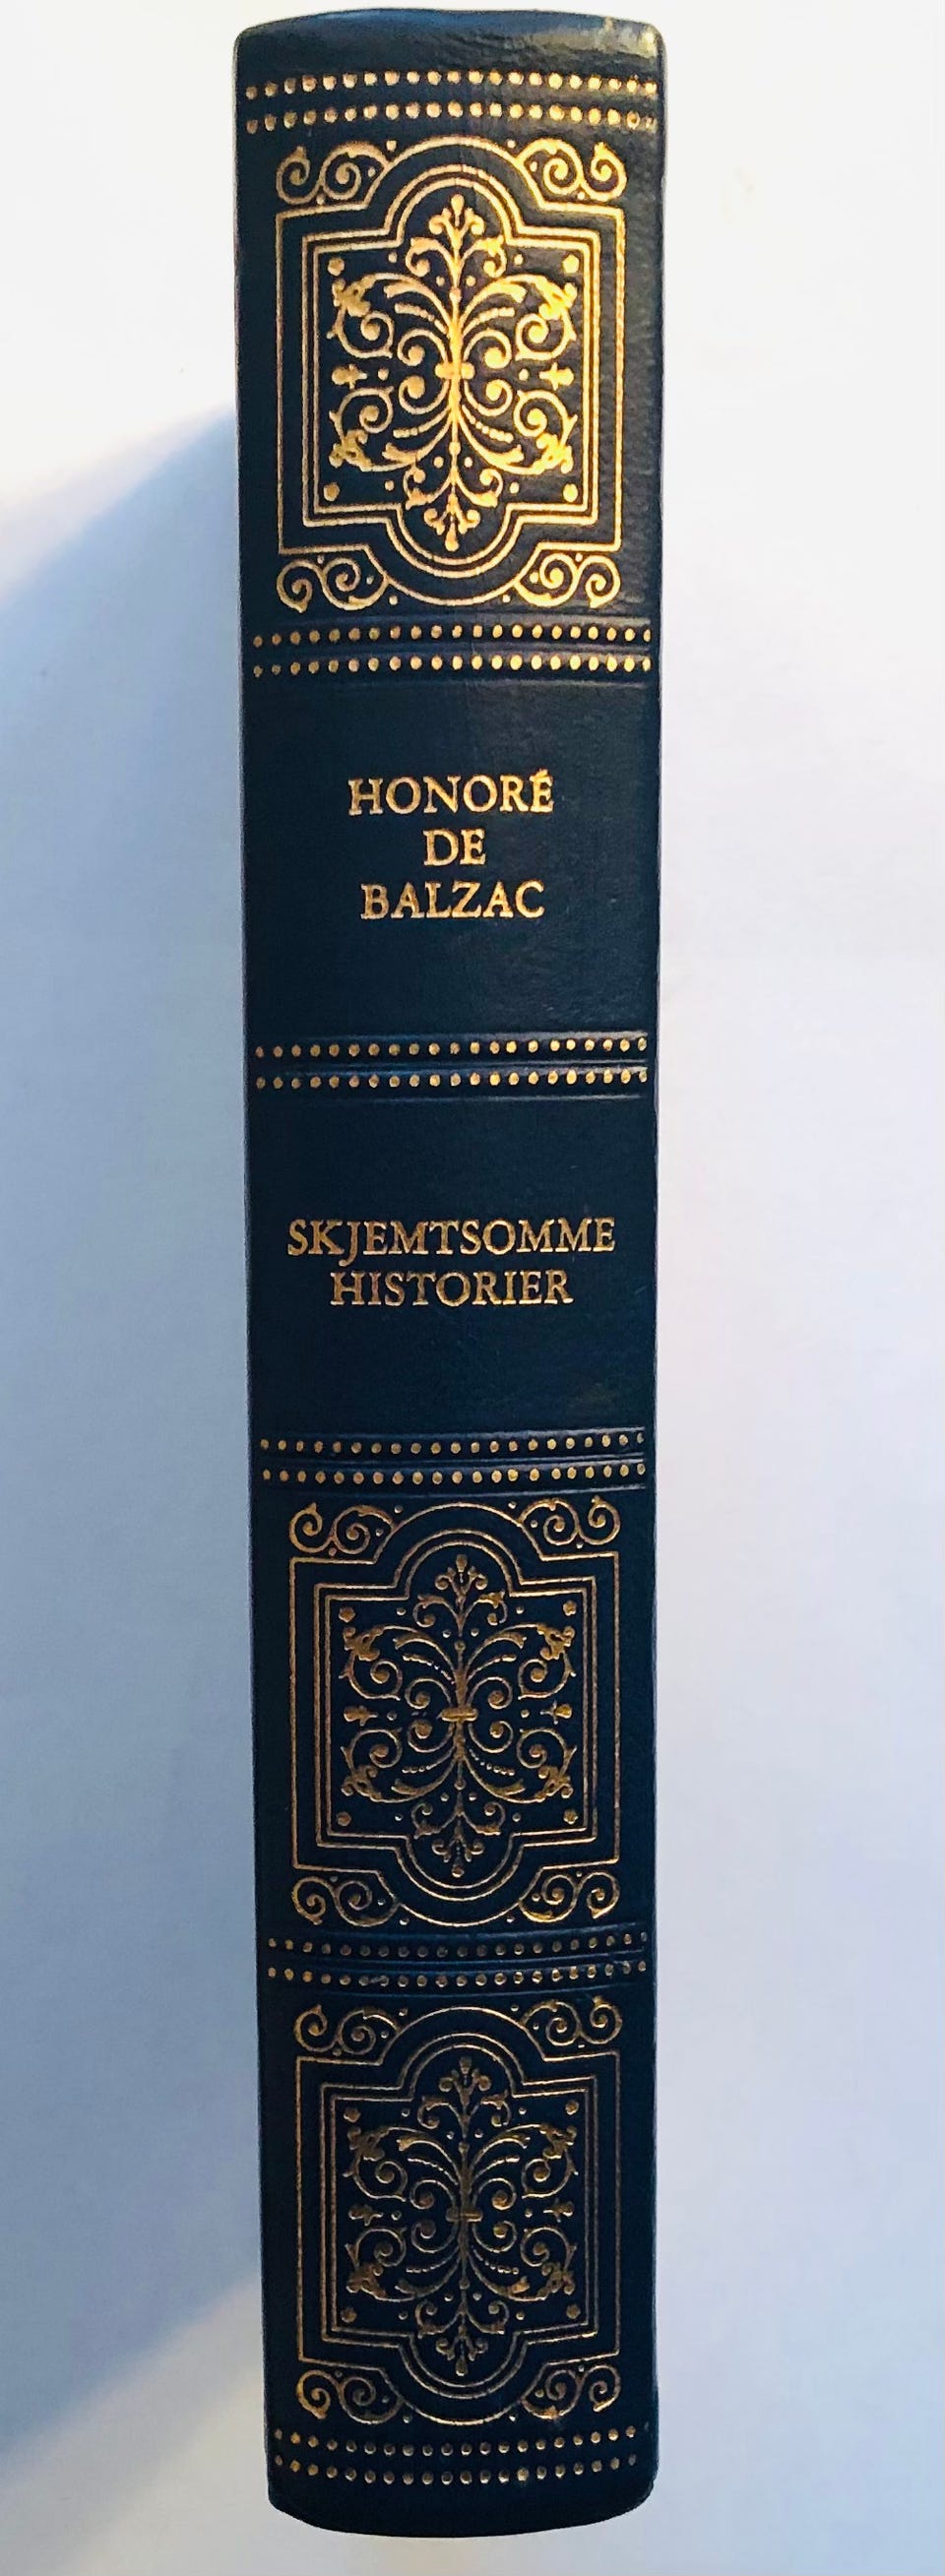 HONORÉ
DE
BALZAC
SKJEMTSOMME
HISTORIER